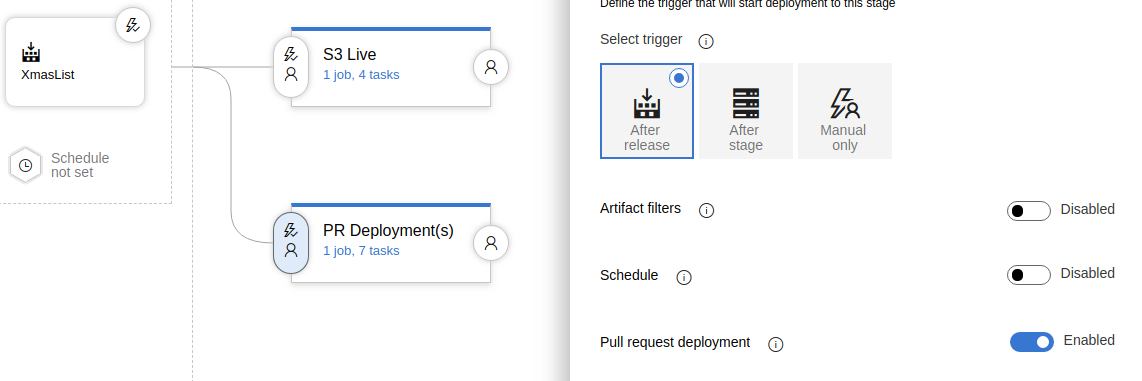 XmasList
Schedule
not set
S3 Live
1 job, 4 tasks
PR Deployment(s)
1 job, 7 tasks
Define the trigger that will start deployment to this stage
Select trigger
After
release
After
stage
Manual
only
Artifact filters
Disabled
Schedule
Disabled
Pull request deployment
Enabled